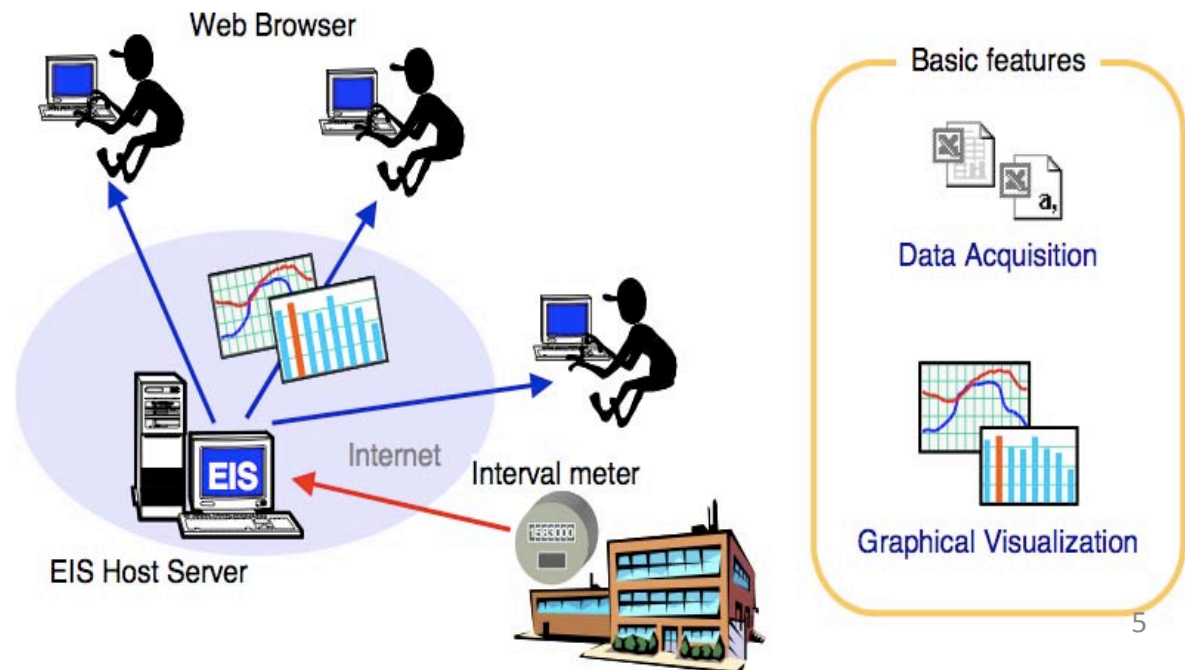 Web Browser
Basic features
a,
Data Acquisition
EIS
Internet
Interval meter
EIS Host Server
Graphical Visualization
5